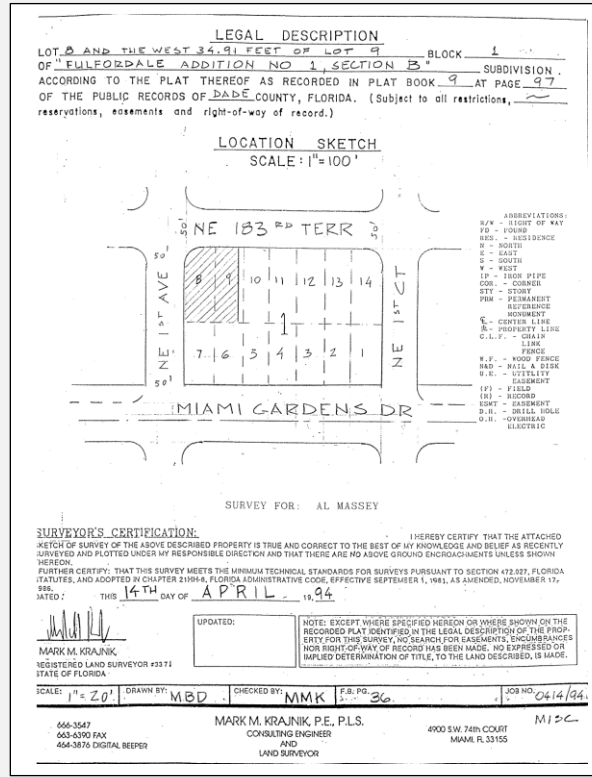 LEGAL DESCRIPTION
LOT 8 AND THE WEST 34.91 FEET OF LOT 9 BLOCK 1
OF "FULFORDALE ADDITION NO 1, SECTION B" SUBDIVISION.
ACCORDING TO THE PLAT THEREOF AS RECORDED IN PLAT BOOK 9 AT PAGE 97
OF THE PUBLIC RECORDS OF DADE COUNTY, FLORIDA. (Subject to all restrictions,
reservations, easements and right-of-way of record.)
LOCATION SKETCH
SCALE: 1"=100'
50'
NE 183RD TERR
50'
50'
NE 1ST AVE
8 9 10 11 12 13 14
1
7 6 5 4 3 2 1
NE 1ST CT
50'
MIAMI GARDENS DR
ABBREVIATIONS:
R/W - RIGHT OF WAY
FD - FOUND
RES. - RESIDENCE
N - NORTH
E - EAST
S - SOUTH
W - WEST
IP - IRON PIPE
COR. - CORNER
STY - STORY
PRM - PERMANENT
REFERENCE
MONUMENT
- CENTER LINE
- PROPERTY LINE
C.L.F. - CHAIN
LINK
FENCE
W.F. - WOOD FENCE
N&D - NAIL & DISK
U.E. - UTITLITY
EASEMENT
(F) - FIELD
(R) - RECORD
ESMT - EASEMENT
D.H. - DRILL HOLE
O.H. -OVERHEAD
ELECTRIC
SURVEY FOR: AL MASSEY
SURVEYOR'S CERTIFICATION: I HEREBY CERTIFY THAT THE ATTACHED
SKETCH OF SURVEY OF THE ABOVE DESCRIBED PROPERTY IS TRUE AND CORRECT TO THE BEST OF MY KNOWLEDGE AND BELIEF AS RECENTLY
SURVEYED AND PLOTTED UNDER MY RESPONSIBLE DIRECTION AND THAT THERE ARE NO ABOVE GROUND ENCROACHMENTS UNLESS SHOWN
HEREON.
FURTHER CERTIFY: THAT THIS SURVEY MEETS THE MINIMUM TECHNICAL STANDARDS FOR SURVEYS PURSUANT TO SECTION 472.027, FLORIDA
STATUTES, AND ADOPTED IN CHAPTER 21HH-6, FLORIDA ADMINISTRATIVE CODE, EFFECTIVE SEPTEMBER 1, 1981, AS AMENDED, NOVEMBER 17,
986.
DATED: THIS 14TH DAY OF APRIL 19 94
MARK M. KRAJNIK,
REGISTERED LAND SURVEYOR #3371
STATE OF FLORIDA
UPDATED:
NOTE: EXCEPT WHERE SPECIFIED HEREON OR WHERE SHOWN ON THE
RECORDED PLAT IDENTIFIED IN THE LEGAL DESCRIPTION OF THE PROP-
ERTY FOR THIS SURVEY, NO SEARCH FOR EASEMENTS, ENCUMBRANCES
NOR RIGHT-OF-WAY OF RECORD HAS BEEN MADE. NO EXPRESSED OR
IMPLIED DETERMINATION OF TITLE, TO THE LAND DESCRIBED, IS MADE.
SCALE: 1"=20' DRAWN BY: MBD CHECKED BY: MMK F.B. PG. 36 JOB NO. 0414/94
MISC
666-3547
663-6390 FAX
464-3876 DIGITAL BEEPER
MARK M. KRAJNIK, P.E., P.L.S.
CONSULTING ENGINEER
AND
LAND SURVEYOR
4900 S.W. 74th COURT
MIAMI, FL 33155